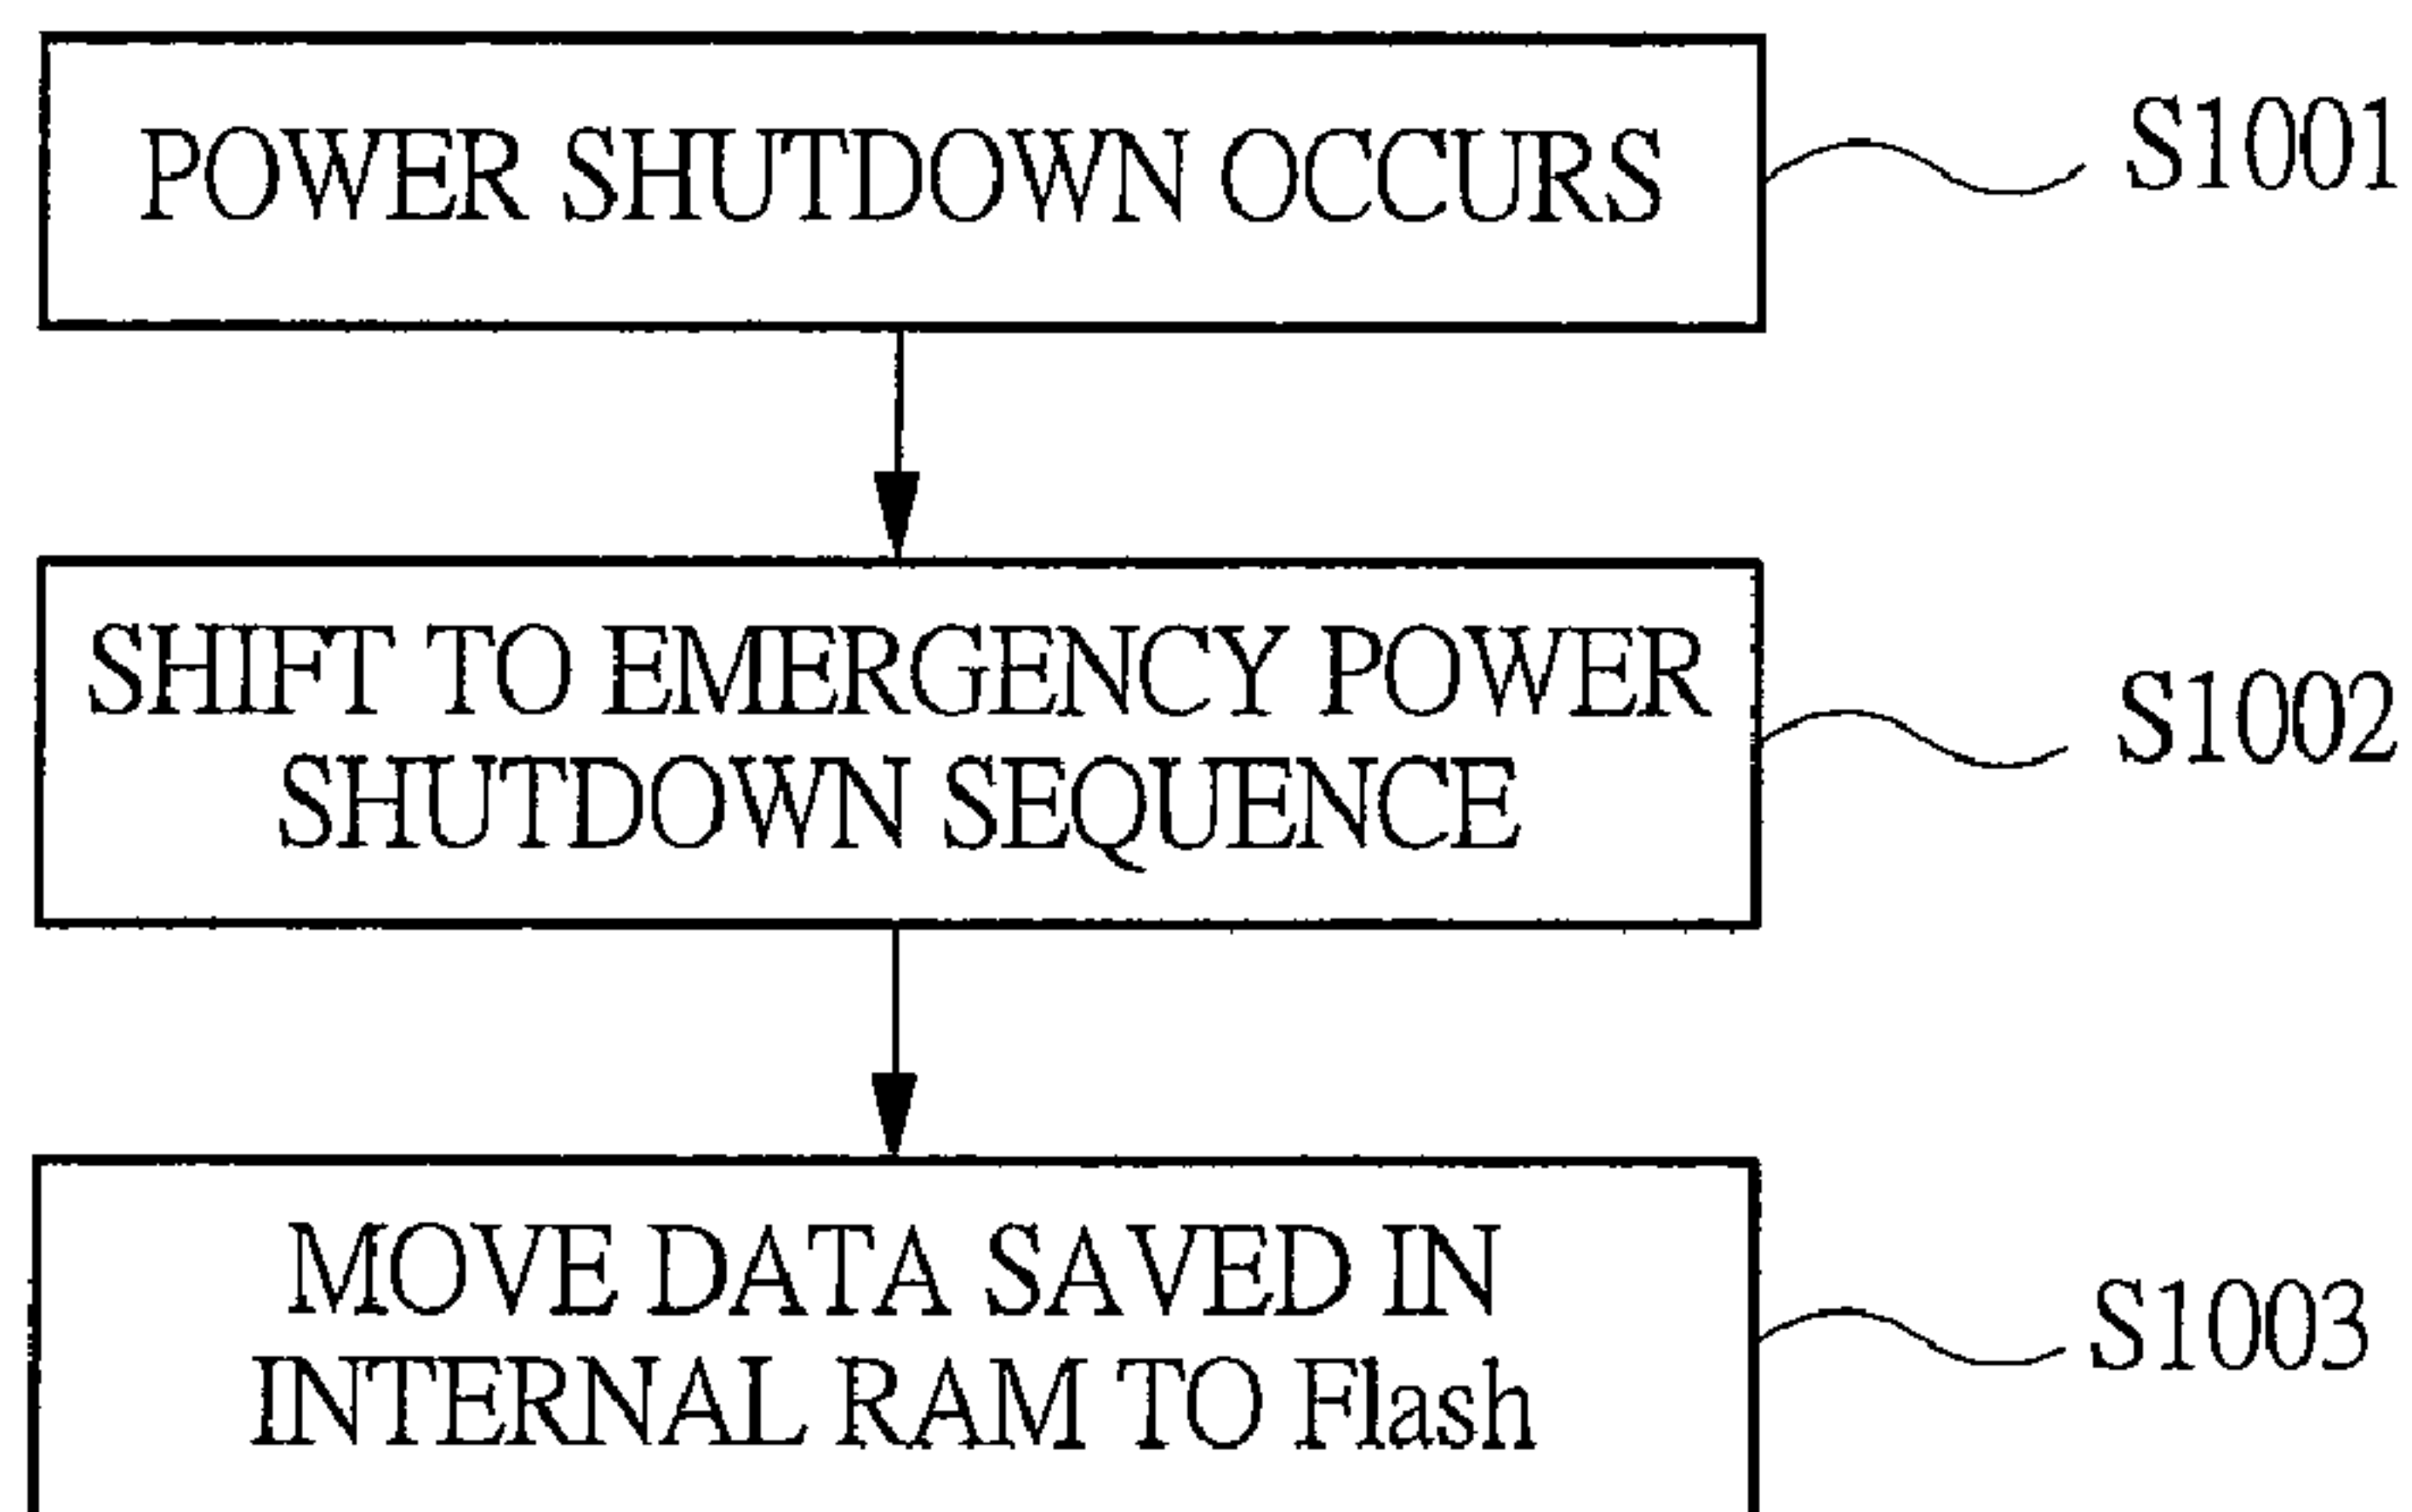 POWER SHUTDOWN OCCURS
S1001
SHIFT TO EMERGENCY POWER
SHUTDOWN SEQUENCE
S1002
MOVE DATA SAVED IN
INTERNAL RAM TO Flash
S1003